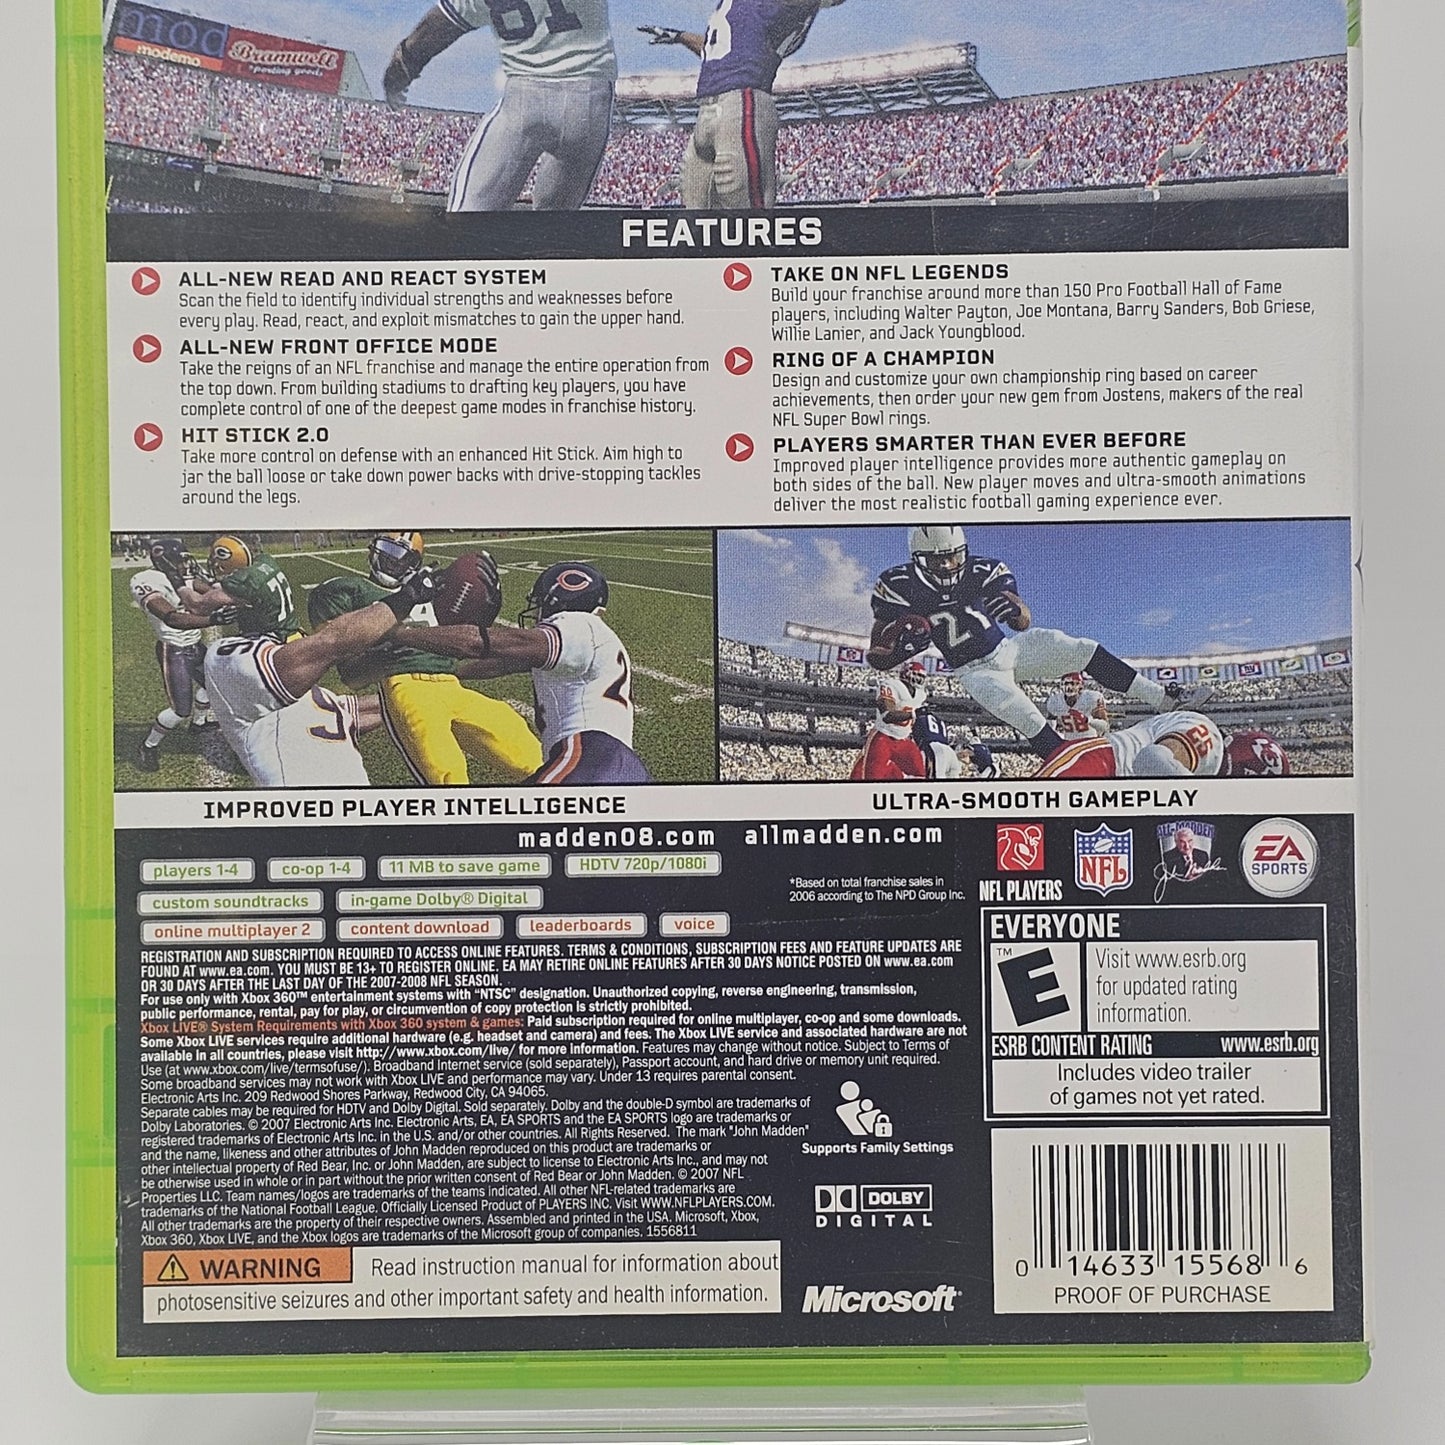 mod
modemo
Bramwell
sporting goods
81
FEATURES
ALL-NEW READ AND REACT SYSTEM
Scan the field to identify individual strengths and weaknesses before
every play. Read, react, and exploit mismatches to gain the upper hand.
ALL-NEW FRONT OFFICE MODE
Take the reigns of an NFL franchise and manage the entire operation from
the top down. From building stadiums to drafting key players, you have
complete control of one of the deepest game modes in franchise history.
HIT STICK 2.0
Take more control on defense with an enhanced Hit Stick. Aim high to
jar the ball loose or take down power backs with drive-stopping tackles
around the legs.
TAKE ON NFL LEGENDS
Build your franchise around more than 150 Pro Football Hall of Fame
players, including Walter Payton, Joe Montana, Barry Sanders, Bob Griese,
Willie Lanier, and Jack Youngblood.
RING OF A CHAMPION
Design and customize your own championship ring based on career
achievements, then order your new gem from Jostens, makers of the real
NFL Super Bowl rings.
PLAYERS SMARTER THAN EVER BEFORE
Improved player intelligence provides more authentic gameplay on
both sides of the ball. New player moves and ultra-smooth animations
deliver the most realistic football gaming experience ever.
36
72
4
96
2
21
25
IMPROVED PLAYER INTELLIGENCE
ULTRA-SMOOTH GAMEPLAY
madden08.com allmadden.com
players 1-4
co-op 1-4
11 MB to save game
HDTV 720p/1080i
custom soundtracks
in-game Dolby® Digital
online multiplayer 2
content download
leaderboards
voice
*Based on total franchise sales in
2006 according to The NPD Group Inc.
NFL PLAYERS
NFL
ALL-MADDEN
John Madden
EA
SPORTS
REGISTRATION AND SUBSCRIPTION REQUIRED TO ACCESS ONLINE FEATURES. TERMS & CONDITIONS, SUBSCRIPTION FEES AND FEATURE UPDATES ARE
FOUND AT www.ea.com. YOU MUST BE 13+ TO REGISTER ONLINE. EA MAY RETIRE ONLINE FEATURES AFTER 30 DAYS NOTICE POSTED ON www.ea.com
OR 30 DAYS AFTER THE LAST DAY OF THE 2007-2008 NFL SEASON.
For use only with Xbox 360™ entertainment systems with "NTSC" designation. Unauthorized copying, reverse engineering, transmission,
public performance, rental, pay for play, or circumvention of copy protection is strictly prohibited.
Xbox LIVE® System Requirements with Xbox 360 system & games: Paid subscription required for online multiplayer, co-op and some downloads.
Some Xbox LIVE services require additional hardware (e.g. headset and camera) and fees. The Xbox LIVE service and associated hardware are not
available in all countries, please visit http://www.xbox.com/live/ for more information. Features may change without notice. Subject to Terms of
Use (at www.xbox.com/live/termsofuse/). Broadband Internet service (sold separately), Passport account, and hard drive or memory unit required.
Some broadband services may not work with Xbox LIVE and performance may vary. Under 13 requires parental consent.
Electronic Arts Inc. 209 Redwood Shores Parkway, Redwood City, CA 94065.
Separate cables may be required for HDTV and Dolby Digital. Sold separately. Dolby and the double-D symbol are trademarks of
Dolby Laboratories. © 2007 Electronic Arts Inc. Electronic Arts, EA, EA SPORTS and the EA SPORTS logo are trademarks or
registered trademarks of Electronic Arts Inc. in the U.S. and/or other countries. All Rights Reserved. The mark "John Madden"
and the name, likeness and other attributes of John Madden reproduced on this product are trademarks or
other intellectual property of Red Bear, Inc. or John Madden, are subject to license to Electronic Arts Inc., and may not
be otherwise used in whole or in part without the prior written consent of Red Bear or John Madden. © 2007 NFL
Properties LLC. Team names/logos are trademarks of the teams indicated. All other NFL-related trademarks are
trademarks of the National Football League. Officially Licensed Product of PLAYERS INC. Visit WWW.NFLPLAYERS.COM.
All other trademarks are the property of their respective owners. Assembled and printed in the USA. Microsoft, Xbox,
Xbox 360, Xbox LIVE, and the Xbox logos are trademarks of the Microsoft group of companies. 1556811
WARNING Read instruction manual for information about
photosensitive seizures and other important safety and health information.
Supports Family Settings
DOLBY
DIGITAL
Microsoft®
EVERYONE
E
™
Visit www.esrb.org
for updated rating
information.
ESRB CONTENT RATING www.esrb.org
Includes video trailer
of games not yet rated.
0 14633 15568 6
PROOF OF PURCHASE